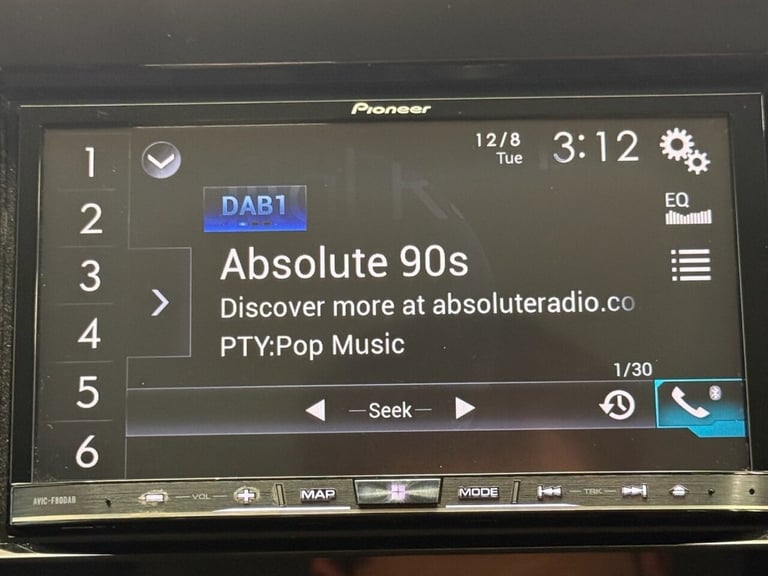 Pioneer
12/8
Tue
3:12
1
2
3
4
5
6
DAB1
EQ
Absolute 90s
Discover more at absoluteradio.co
PTY:Pop Music
1/30
Seek
AVIC-F80DAB
VOL
MAP
MODE
TRK